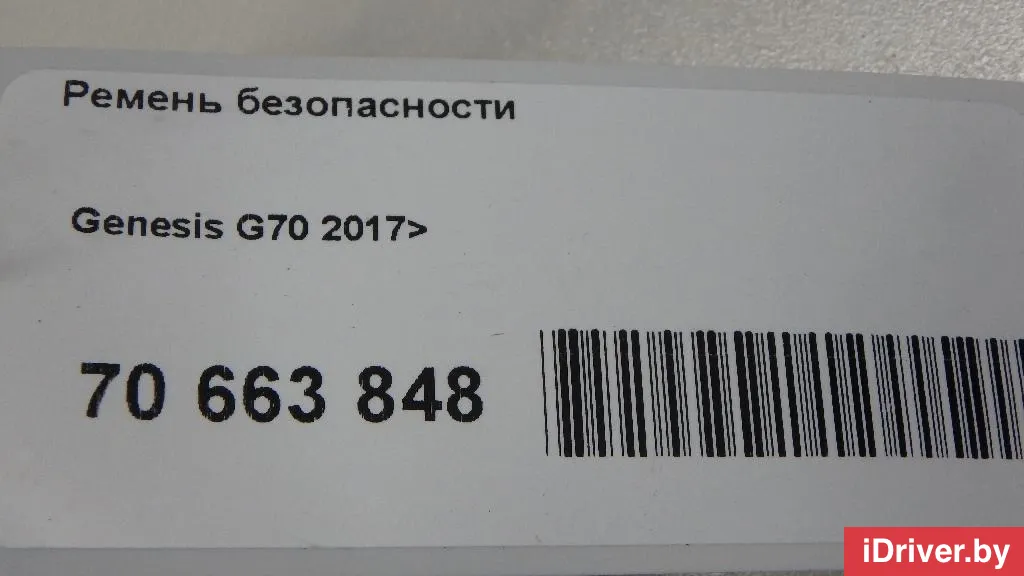 Ремень безопасности
Genesis G70 2017>
70 663 848
iDriver.by